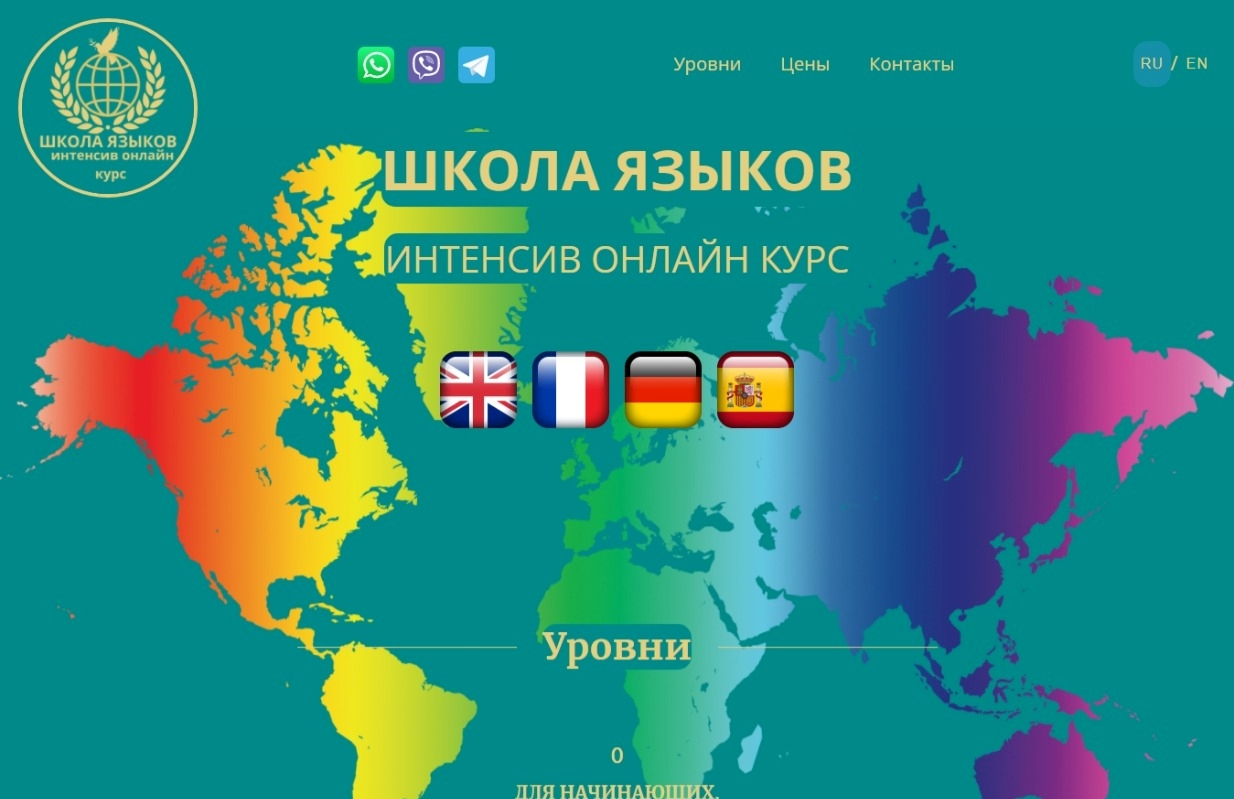 ШКОЛА ЯЗЫКОВ
интенсив онлайн
курс
Уровни Цены Контакты
RU / EN
ШКОЛА ЯЗЫКОВ
ИНТЕНСИВ ОНЛАЙН КУРС
Уровни
0
ДЛЯ НАЧИНАЮЩИХ.